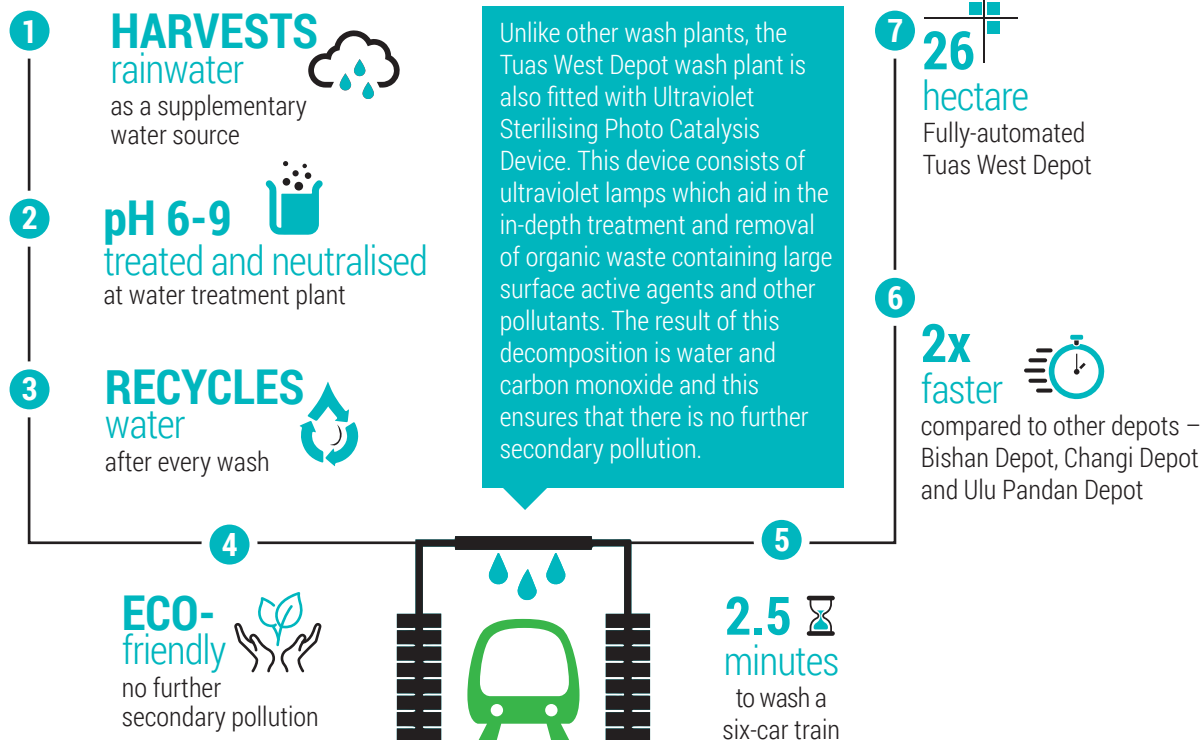 1
HARVESTS
rainwater
as a supplementary
water source
2
pH 6-9
treated and neutralised
at water treatment plant
3
RECYCLES
water
after every wash
4
ECO-
friendly
no further
secondary pollution
Unlike other wash plants, the
Tuas West Depot wash plant is
also fitted with Ultraviolet
Sterilising Photo Catalysis
Device. This device consists of
ultraviolet lamps which aid in the
in-depth treatment and removal
of organic waste containing large
surface active agents and other
pollutants. The result of this
decomposition is water and
carbon monoxide and this
ensures that there is no further
secondary pollution.
5
2.5
minutes
to wash a
six-car train
6
2x
faster
compared to other depots –
Bishan Depot, Changi Depot
and Ulu Pandan Depot
7
26
hectare
Fully-automated
Tuas West Depot